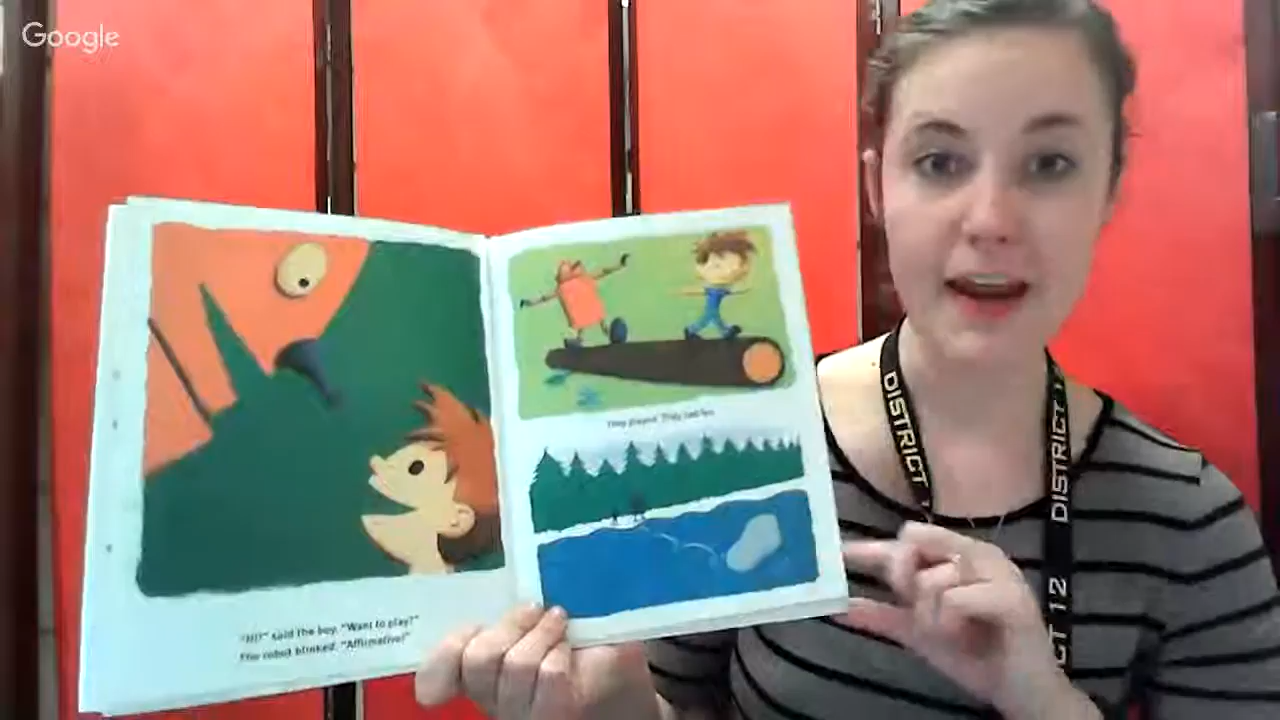 Google
"Hi!" said the boy. "Want to play?"
The robot blinked. "Affirmative!"
They played. They had fun.
DISTRICT
DISTRICT 12